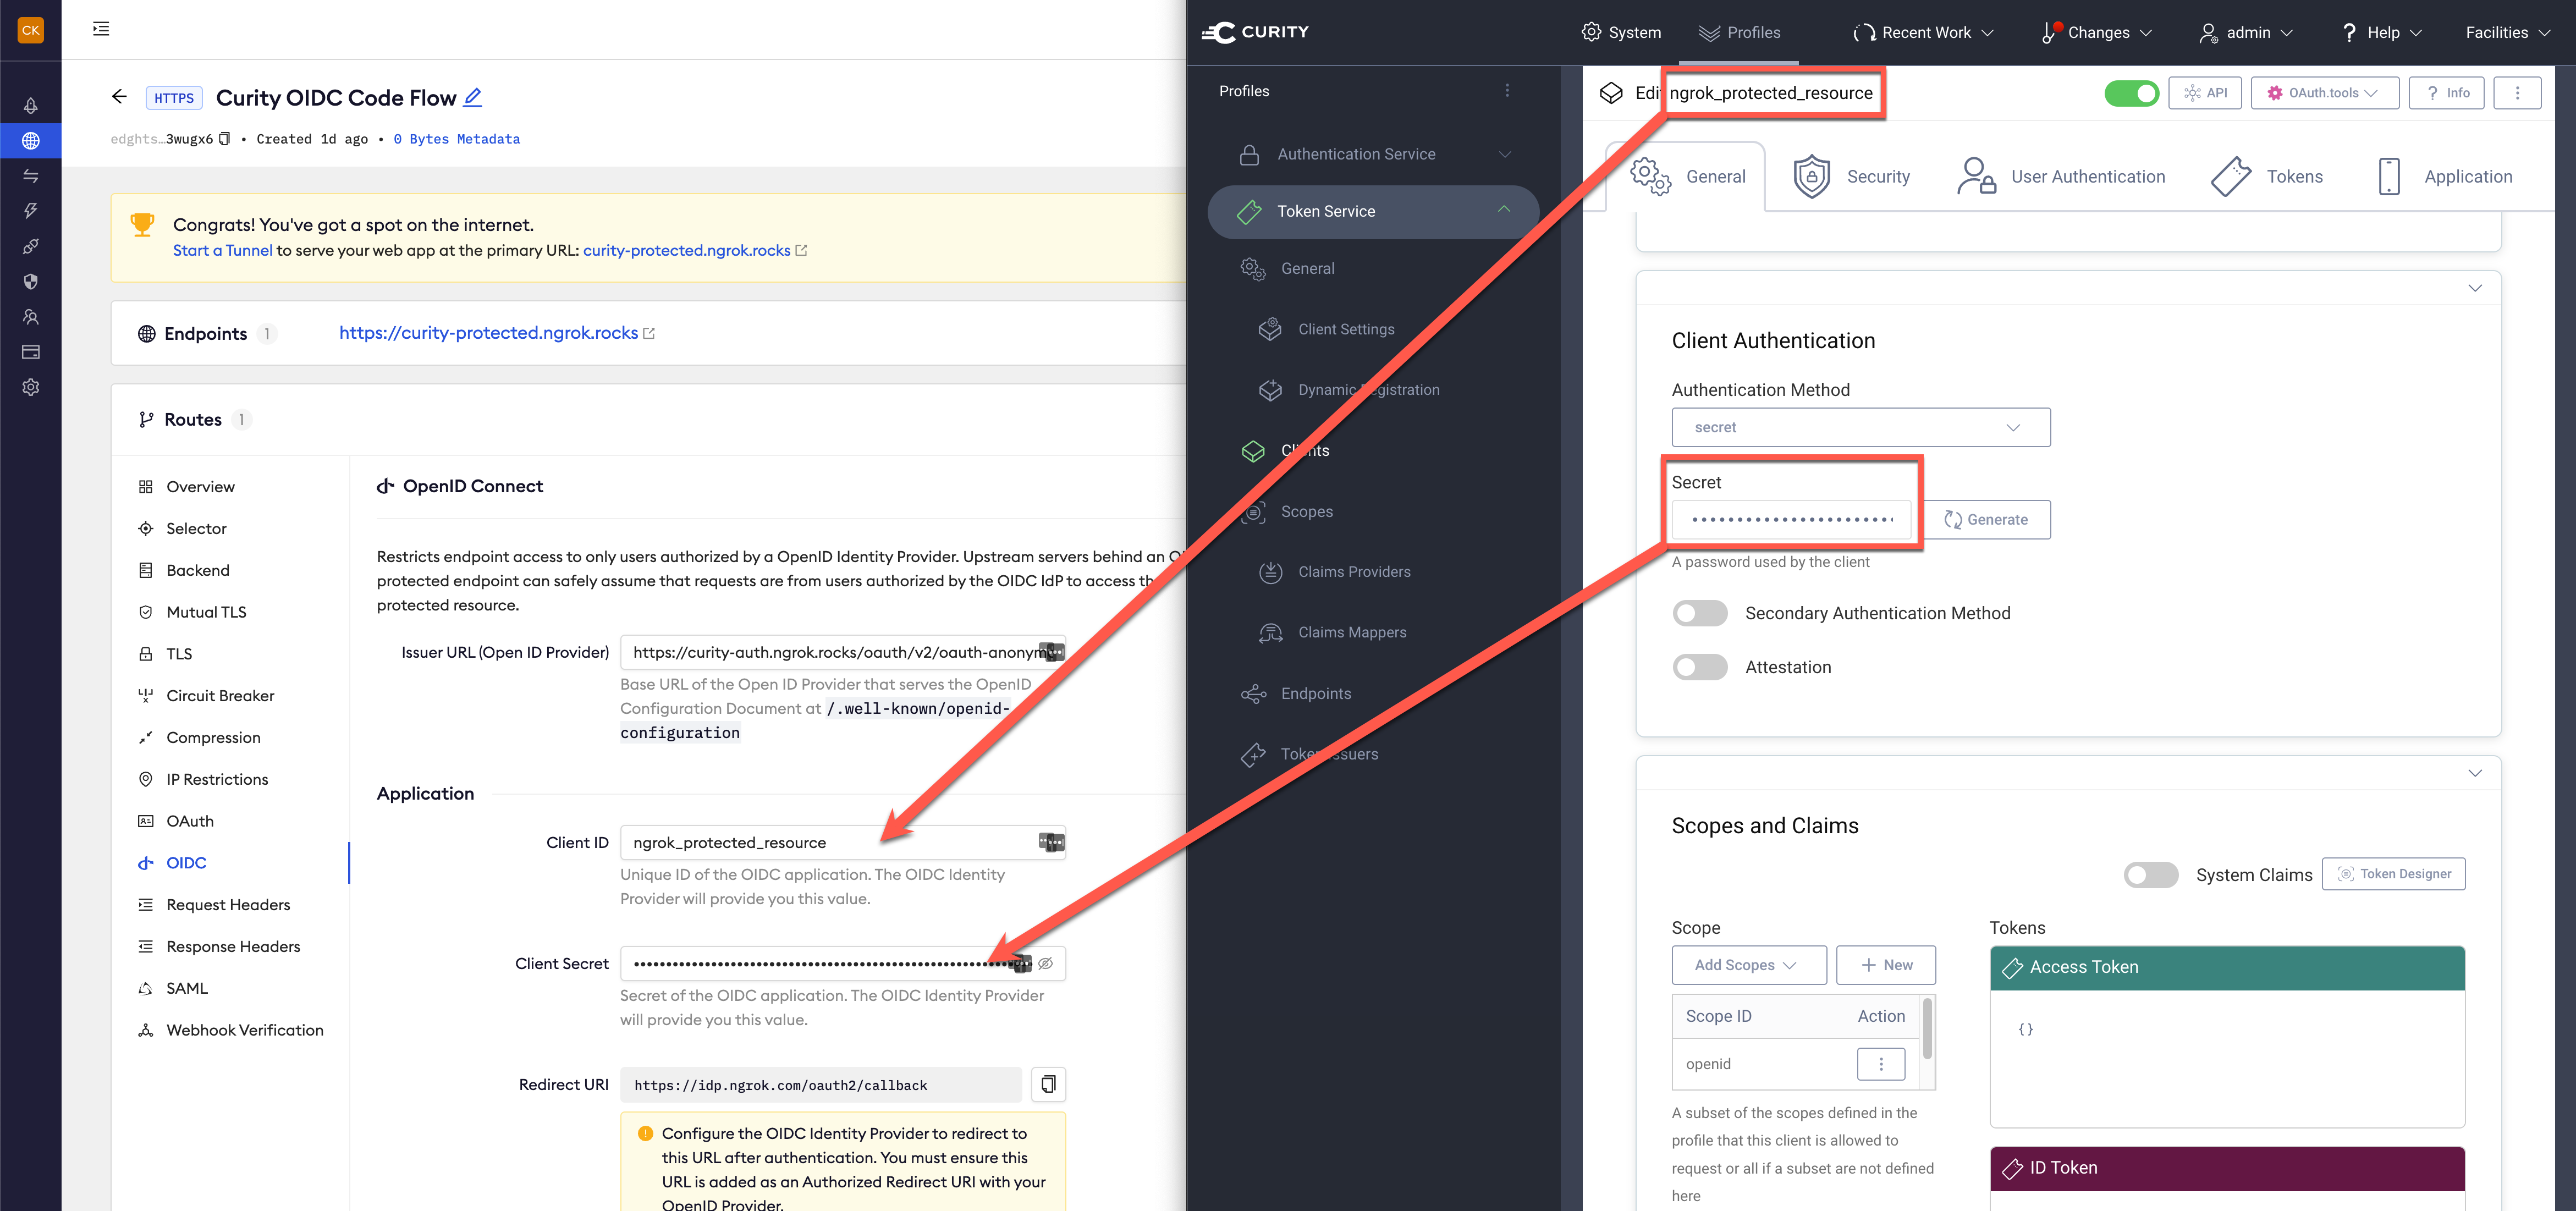 CK
HTTPS
Curity OIDC Code Flow
edghts…3wugx6 • Created 1d ago • 0 Bytes Metadata
Congrats! You've got a spot on the internet.
Start a Tunnel to serve your web app at the primary URL: curity-protected.ngrok.rocks
Endpoints 1
https://curity-protected.ngrok.rocks
Routes 1
Overview
Selector
Backend
Mutual TLS
TLS
Circuit Breaker
Compression
IP Restrictions
OAuth
OIDC
Request Headers
Response Headers
SAML
Webhook Verification
OpenID Connect
Restricts endpoint access to only users authorized by a OpenID Identity Provider. Upstream servers behind an
protected endpoint can safely assume that requests are from users authorized by the OIDC IdP to access
protected resource.
Issuer URL (Open ID Provider)
https://curity-auth.ngrok.rocks/oauth/v2/oauth-anonym
Base URL of the Open ID Provider that serves the OpenID
Configuration Document at /.well-known/openid-
configuration
Application
Client ID
ngrok_protected_resource
Unique ID of the OIDC application. The OIDC Identity
Provider will provide you this value.
Client Secret
Secret of the OIDC application. The OIDC Identity Provider
will provide you this value.
Redirect URI
https://idp.ngrok.com/oauth2/callback
Configure the OIDC Identity Provider to redirect to
this URL after authentication. You must ensure this
URL is added as an Authorized Redirect URI with your
OpenID Provider.
CURITY
System
Profiles
Recent Work
Changes
admin
Help
Facilities
Profiles
Authentication Service
Token Service
General
Client Settings
Dynamic Registration
Clients
Scopes
Claims Providers
Claims Mappers
Endpoints
Token Issuers
Edit ngrok_protected_resource
API
OAuth.tools
? Info
General
Security
User Authentication
Tokens
Application
Client Authentication
Authentication Method
secret
Secret
Generate
A password used by the client
Secondary Authentication Method
Attestation
Scopes and Claims
System Claims
Token Designer
Scope
Add Scopes
+ New
Scope ID
Action
openid
A subset of the scopes defined in the
profile that this client is allowed to
request or all if a subset are not defined
here
Tokens
Access Token
{}
ID Token